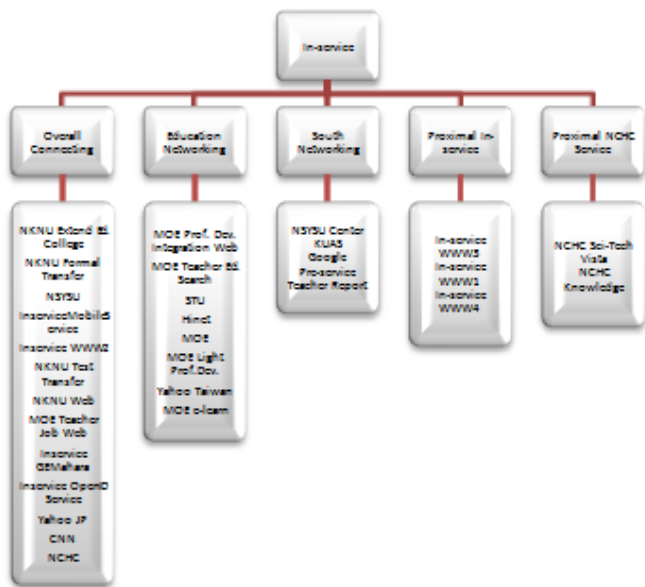 In-service
Overall
Connecting
Education
Networking
South
Networking
Proximal In-
service
Proximal NCHC
Service
NKNU Extend Ed.
College
NKNU Formal
Transfer
NSYSU
InserviceMobileS
ervice
Inservice WWW2
NKNU Test
Transfer
NKNU Web
MOE Teacher
Job Web
Inservice
GEMahara
Inservice OpenID
Service
Yahoo JP
CNN
NCHC
MOE Prof. Dev.
Integration Web
MOE Teacher Ed.
Search
STU
Hinet
MOE
MOE Light
Prof.Dev.
Yahoo Taiwan
MOE e-learn
NSYSU Center
KUAS
Google
Pre-service
Teacher Report
In-service
WWW3
In-service
WWW1
In-service
WWW4
NCHC Sci-Tech
Vista
NCHC
Knowledge